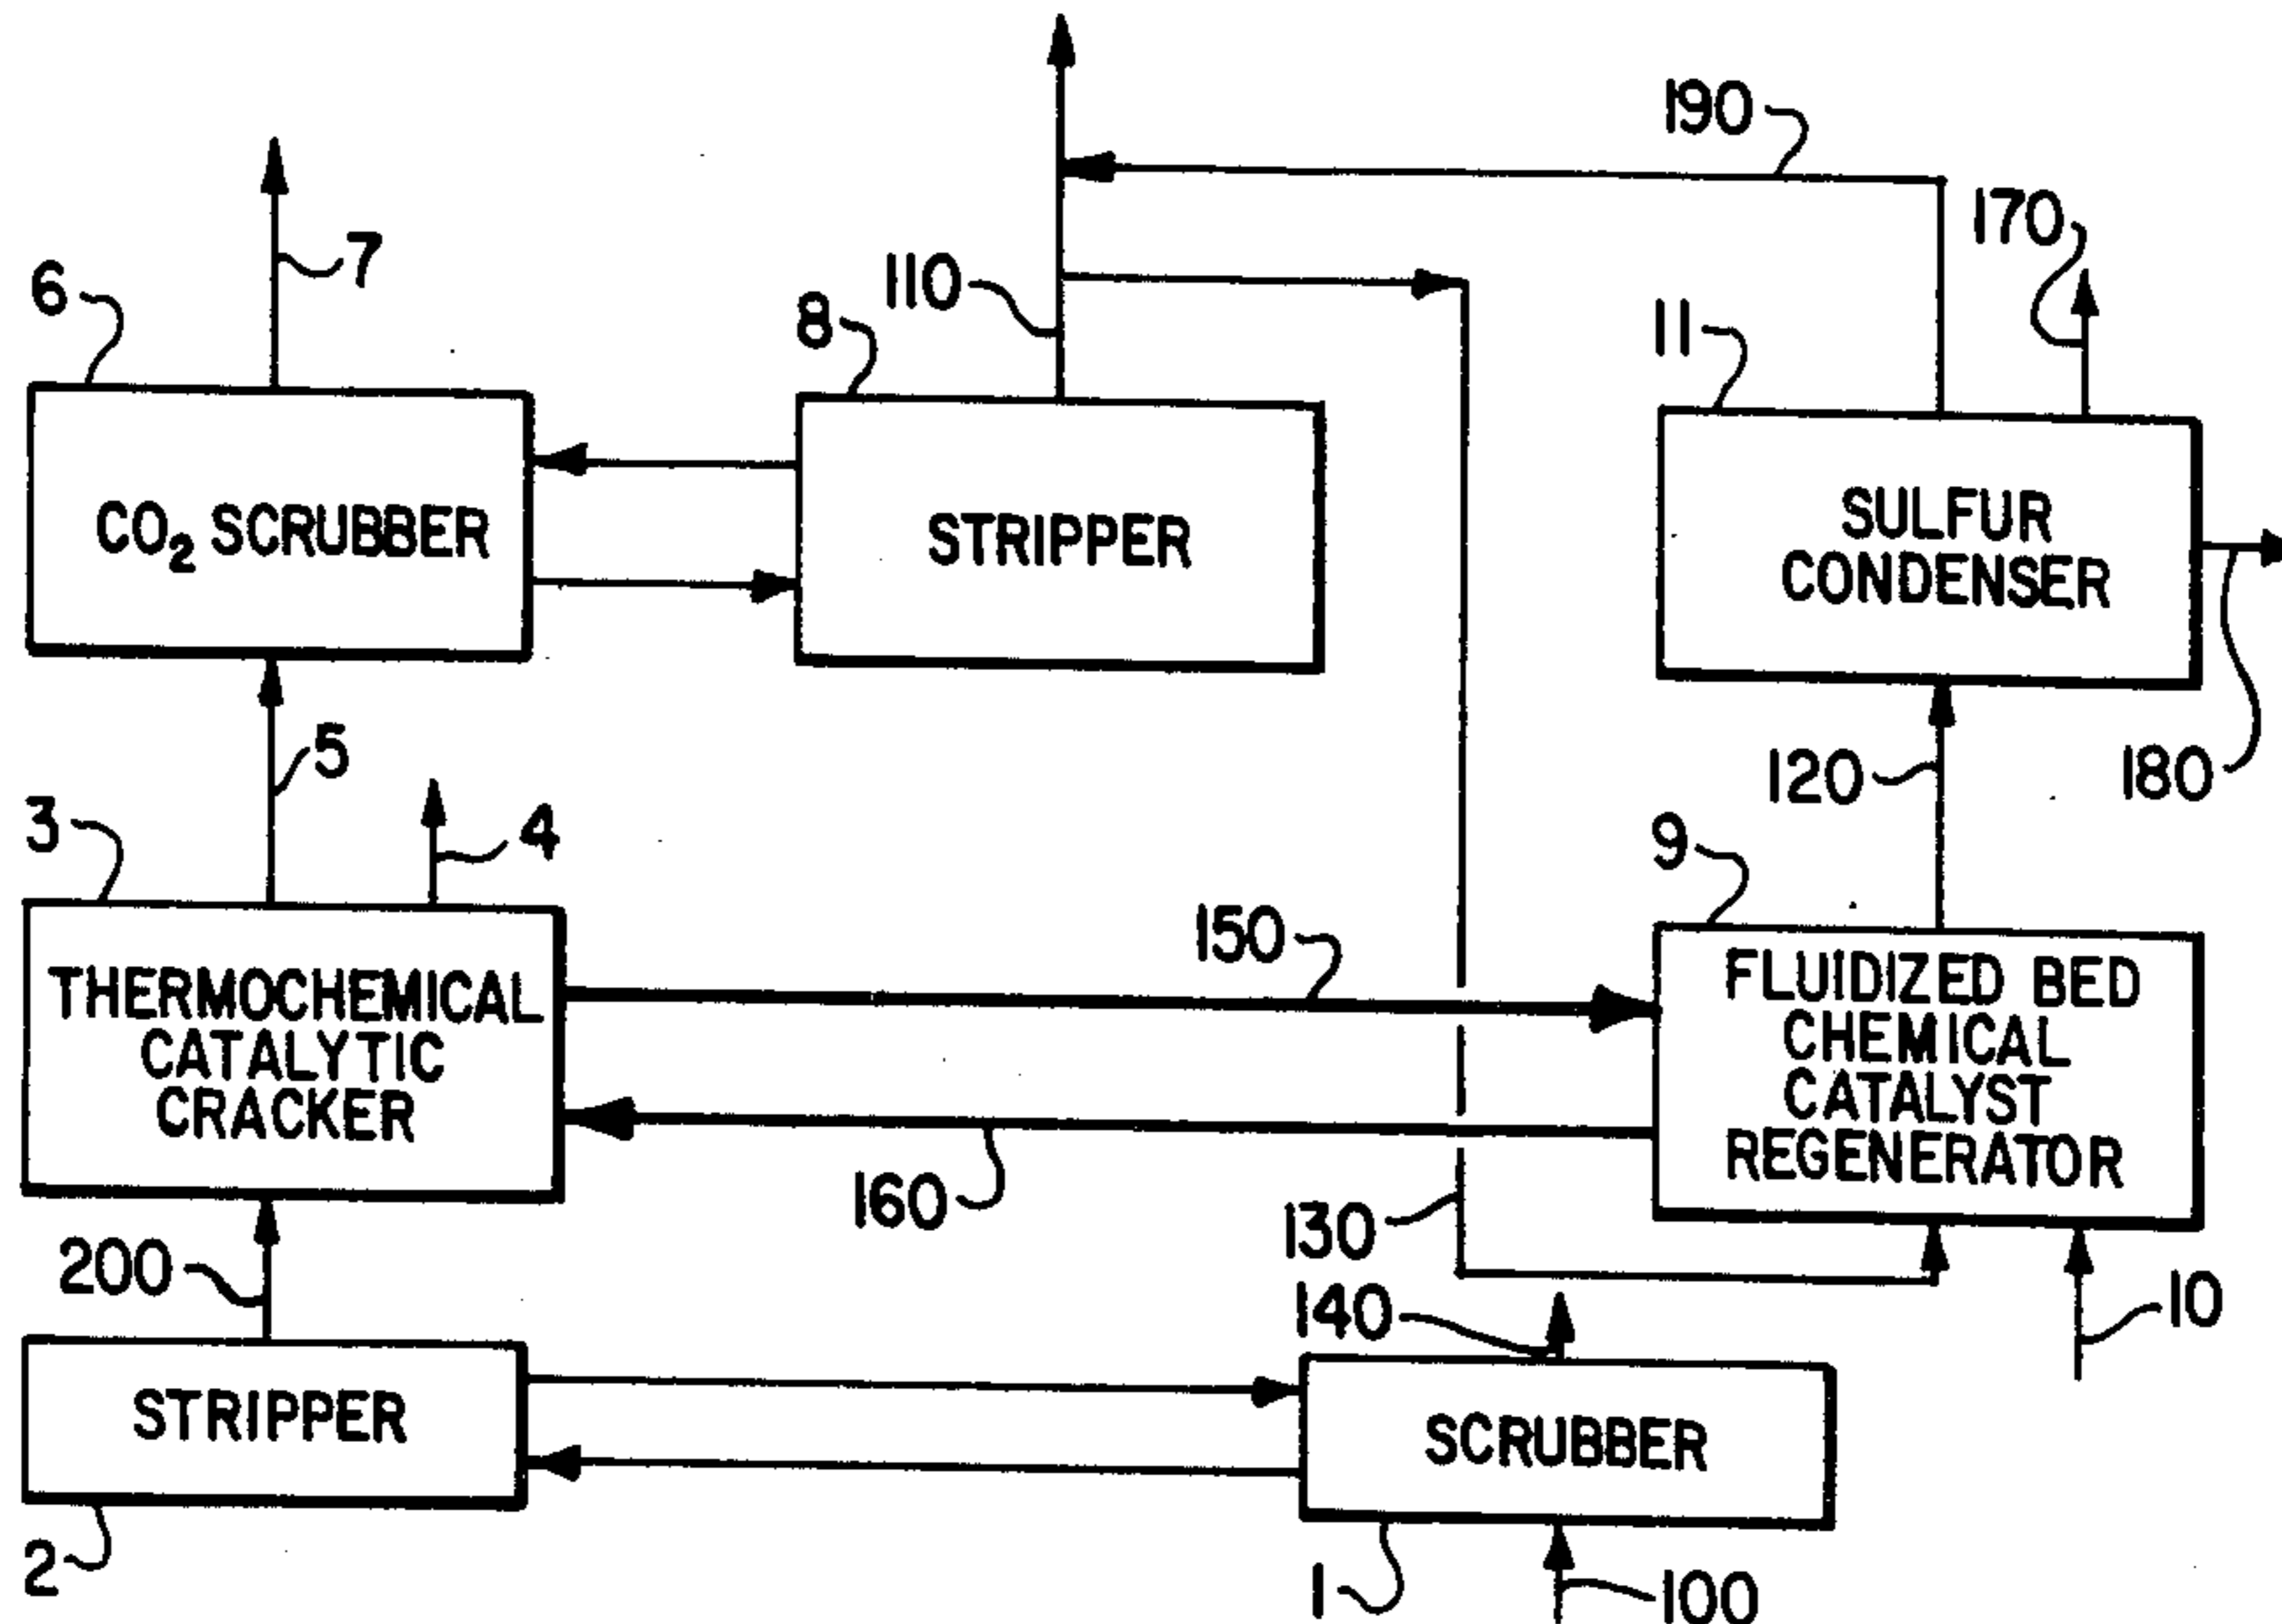 190
170
7
6
110
8
11
CO₂ SCRUBBER
STRIPPER
SULFUR
CONDENSER
5
120
180
3
4
9
150
THERMOCHEMICAL
CATALYTIC
CRACKER
FLUIDIZED BED
CHEMICAL
CATALYST
REGENERATOR
160
130
200
140
10
STRIPPER
SCRUBBER
2
1
100